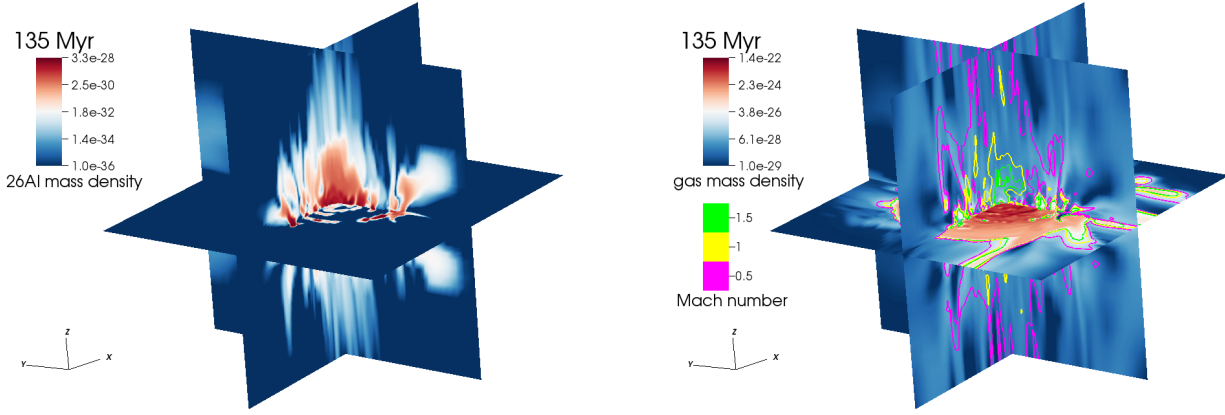 135 Myr
3.3e-28
2.5e-30
1.8e-32
1.4e-34
1.0e-36
26Al mass density
Z
Y
X
135 Myr
1.4e-22
2.3e-24
3.8e-26
6.1e-28
1.0e-29
gas mass density
1.5
1
0.5
Mach number
Z
Y
X